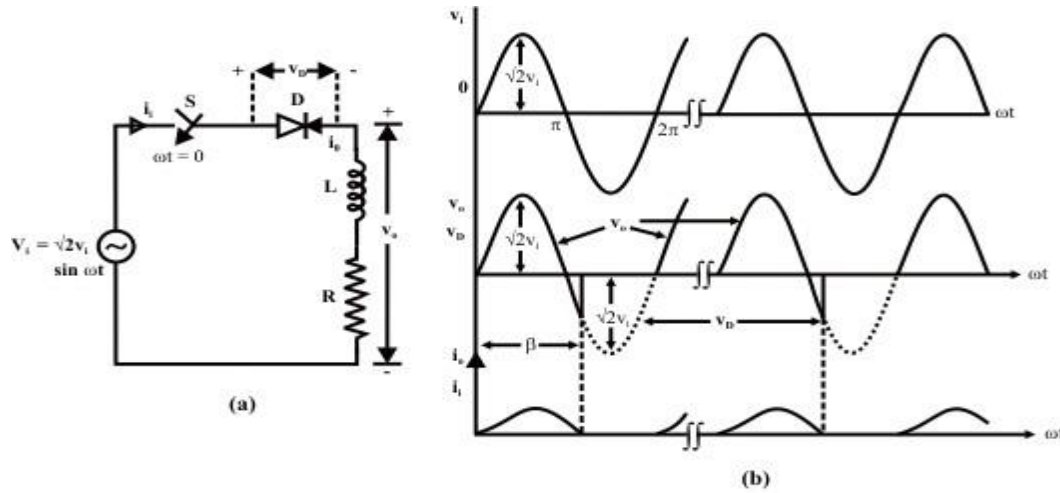 + v_D -
i_i S D +
ωt = 0 i_0
L
v_o
V_i = √2v_i
sin ωt
R
-
(a)
v_i
√2v_i
0
π 2π ωt
v_o
v_D √2v_i v_o
ωt
√2v_i v_D
β
i_o
i_i
ωt
(b)